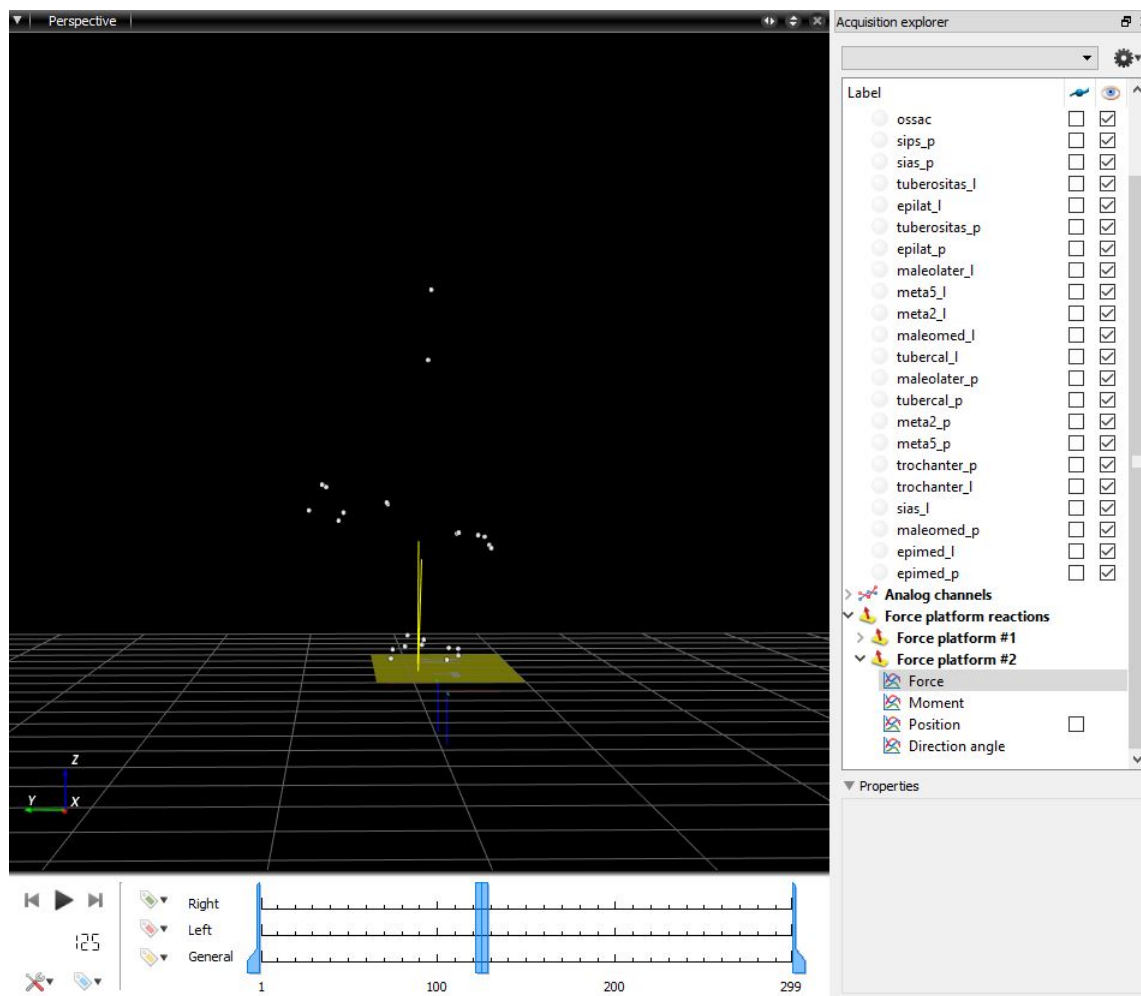 Perspective
Acquisition explorer
Label
ossac
sips_p
sias_p
tuberositas_l
epilat_l
tuberositas_p
epilat_p
maleolater_l
meta5_l
meta2_l
maleomed_l
tubercal_l
maleolater_p
tubercal_p
meta2_p
meta5_p
trochanter_p
trochanter_l
sias_l
maleomed_p
epimed_l
epimed_p
Analog channels
Force platform reactions
Force platform #1
Force platform #2
Force
Moment
Position
Direction angle
Properties
Z
Y X
125
Right
Left
General
1 100 200 299